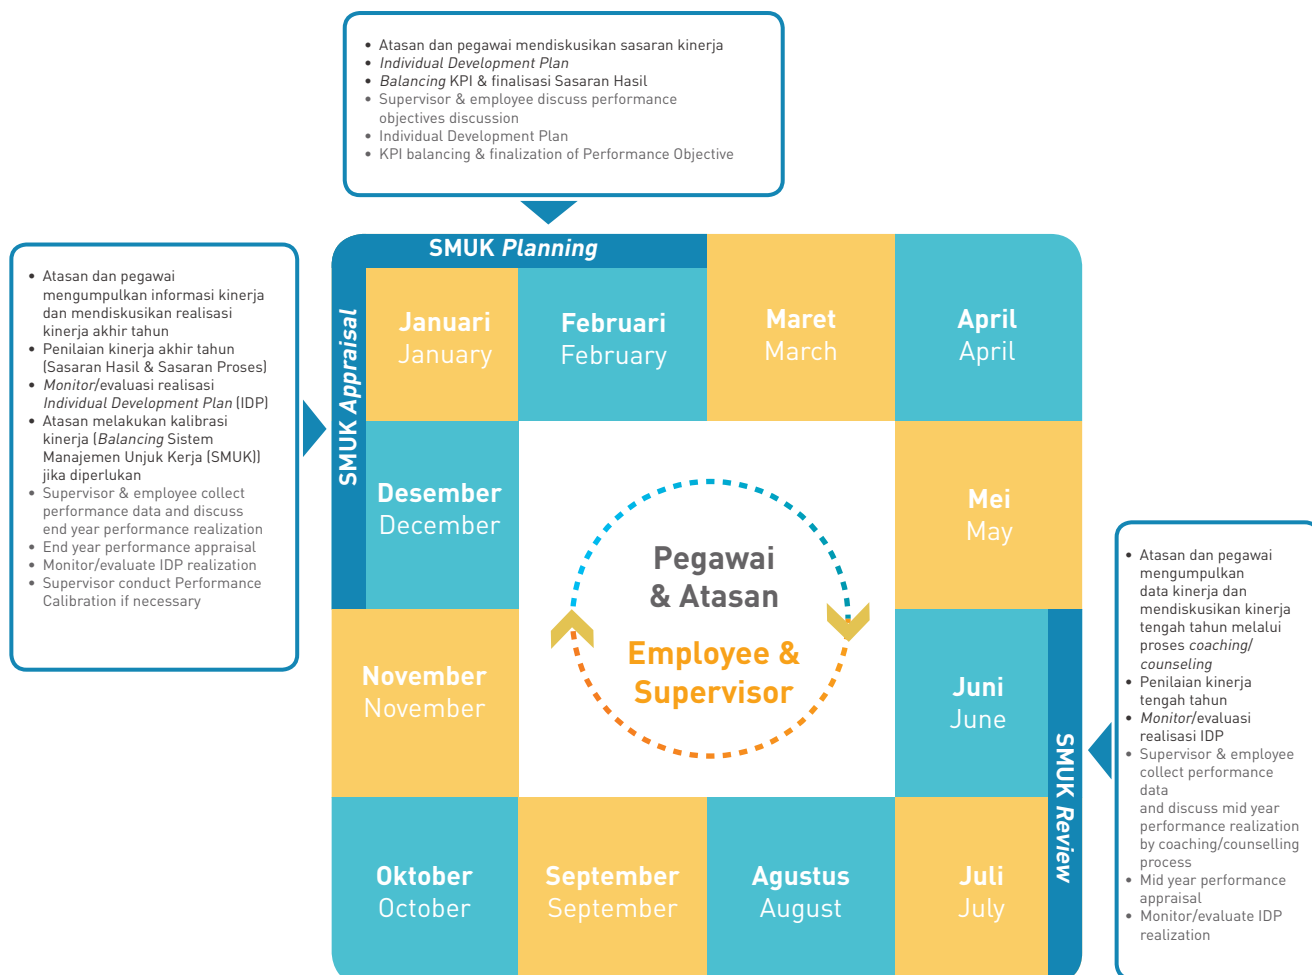 • Atasan dan pegawai mendiskusikan sasaran kinerja
• Individual Development Plan
• Balancing KPI & finalisasi Sasaran Hasil
• Supervisor & employee discuss performance
objectives discussion
• Individual Development Plan
• KPI balancing & finalization of Performance Objective
• Atasan dan pegawai
mengumpulkan informasi kinerja
dan mendiskusikan realisasi
kinerja akhir tahun
• Penilaian kinerja akhir tahun
(Sasaran Hasil & Sasaran Proses)
• Monitor/evaluasi realisasi
Individual Development Plan (IDP)
• Atasan melakukan kalibrasi
kinerja (Balancing Sistem
Manajemen Unjuk Kerja (SMUK))
jika diperlukan
• Supervisor & employee collect
performance data and discuss
end year performance realization
• End year performance appraisal
• Monitor/evaluate IDP realization
• Supervisor conduct Performance
Calibration if necessary
SMUK Planning
SMUK Appraisal
Januari
January
Februari
February
Maret
March
April
April
Desember
December
Mei
May
Pegawai
& Atasan
Employee &
Supervisor
November
November
Juni
June
SMUK Review
Oktober
October
September
September
Agustus
August
Juli
July
• Atasan dan pegawai
mengumpulkan
data kinerja dan
mendiskusikan kinerja
tengah tahun melalui
proses coaching/
counseling
• Penilaian kinerja
tengah tahun
• Monitor/evaluasi
realisasi IDP
• Supervisor & employee
collect performance
data
and discuss mid year
performance realization
by coaching/counselling
process
• Mid year performance
appraisal
• Monitor/evaluate IDP
realization